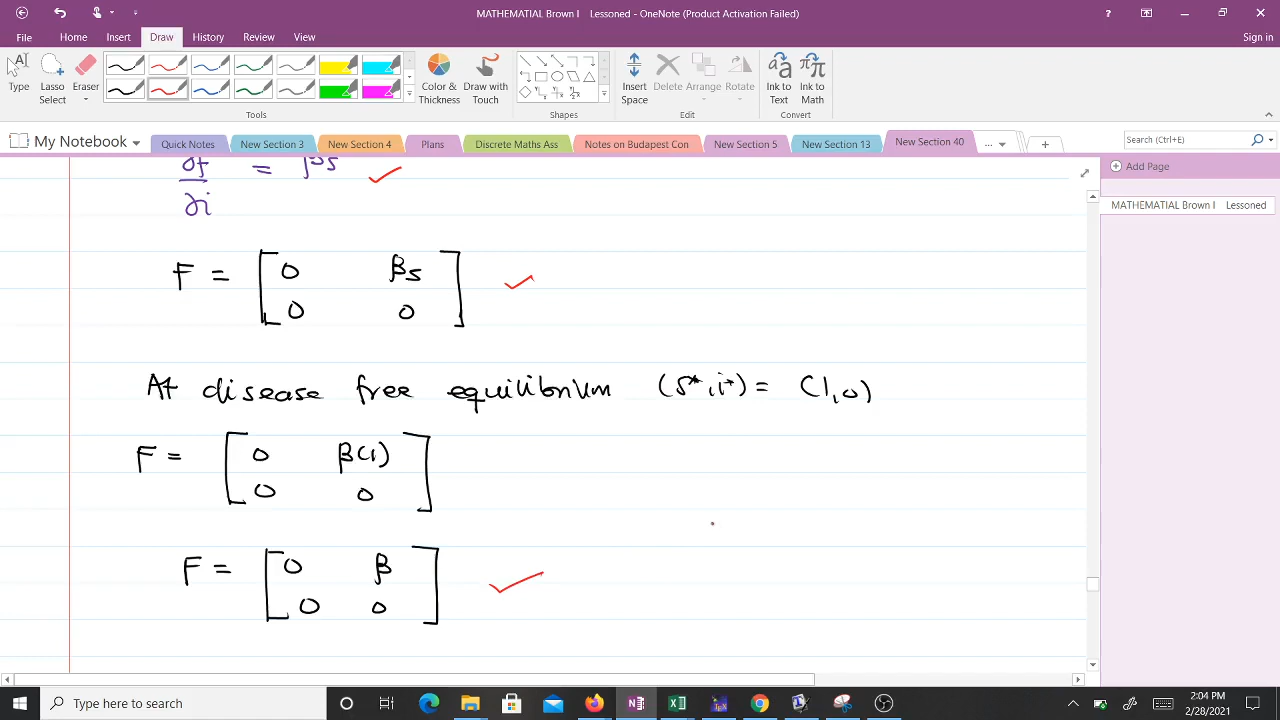 MATHEMATIAL Brown I Lessoned - OneNote (Product Activation Failed)
File Home Insert Draw History Review View
Type Lasso Select Eraser Color & Thickness Draw with Touch Insert Space Delete Arrange Rotate Ink to Text Ink to Math
Tools Shapes Edit Convert
My Notebook Quick Notes New Section 3 New Section 4 Plans Discrete Maths Ass Notes on Budapest Con New Section 5 New Section 13 New Section 40 ... + Search (Ctrl+E)
Add Page
MATHEMATIAL Brown I Lessoned
∂f/∂i = βs ✓
F = [ 0 βs
0 0 ] ✓
At disease free equilibrium (s*, i*) = (1,0)
F = [ 0 β(1)
0 0 ]
F = [ 0 β
0 0 ] ✓
Type here to search
2:04 PM
2/28/2021